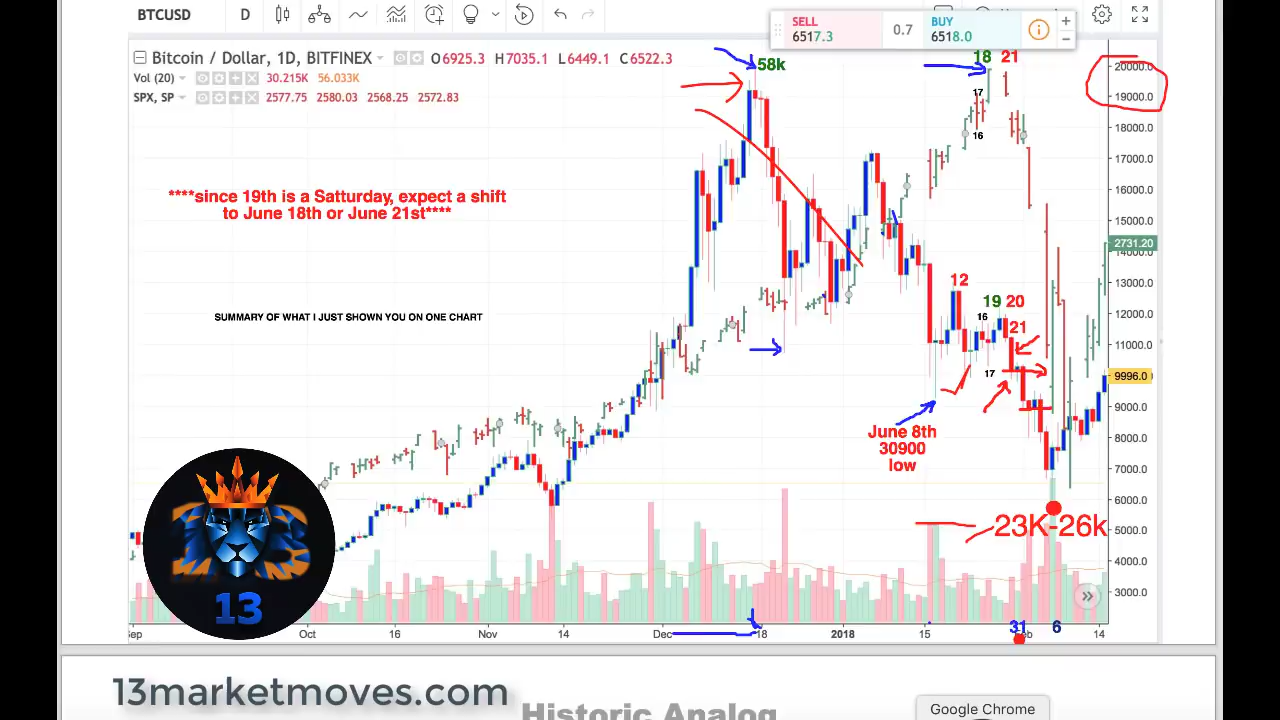 BTCUSD
D
SELL
6517.3
0.7
BUY
6518.0
Bitcoin / Dollar, 1D, BITFINEX
O6925.3 H7035.1 L6449.1 C6522.3
Vol (20)
30.215K 56.033K
SPX, SP
2577.75 2580.03 2568.25 2572.83
58k
18 21
17
16
20000.0
19000.0
18000.0
17000.0
16000.0
15000.0
2731.20
14000.0
13000.0
12000.0
11000.0
9996.0
9000.0
8000.0
7000.0
6000.0
5000.0
4000.0
3000.0
****since 19th is a Satturday, expect a shift
to June 18th or June 21st****
SUMMARY OF WHAT I JUST SHOWN YOU ON ONE CHART
12
19 20
16
21
17
June 8th
30900
low
23K-26k
13
13
31 6
Sep Oct 16 Nov 14 Dec 18 2018 15 Feb 14
13marketmoves.com
Historic Analog
Google Chrome